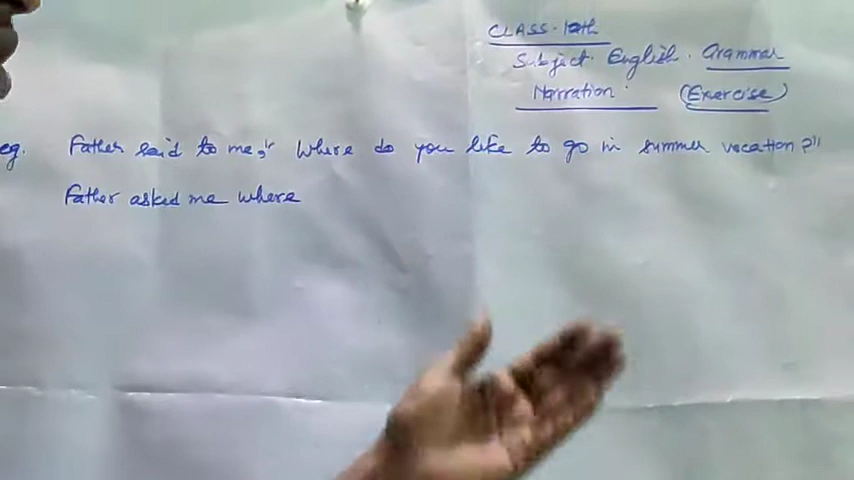 CLASS-10th
Subject- English. Grammar
Narration. (Exercise)
eg. Father said to me," Where do you like to go in summer vacation?"
Father asked me where